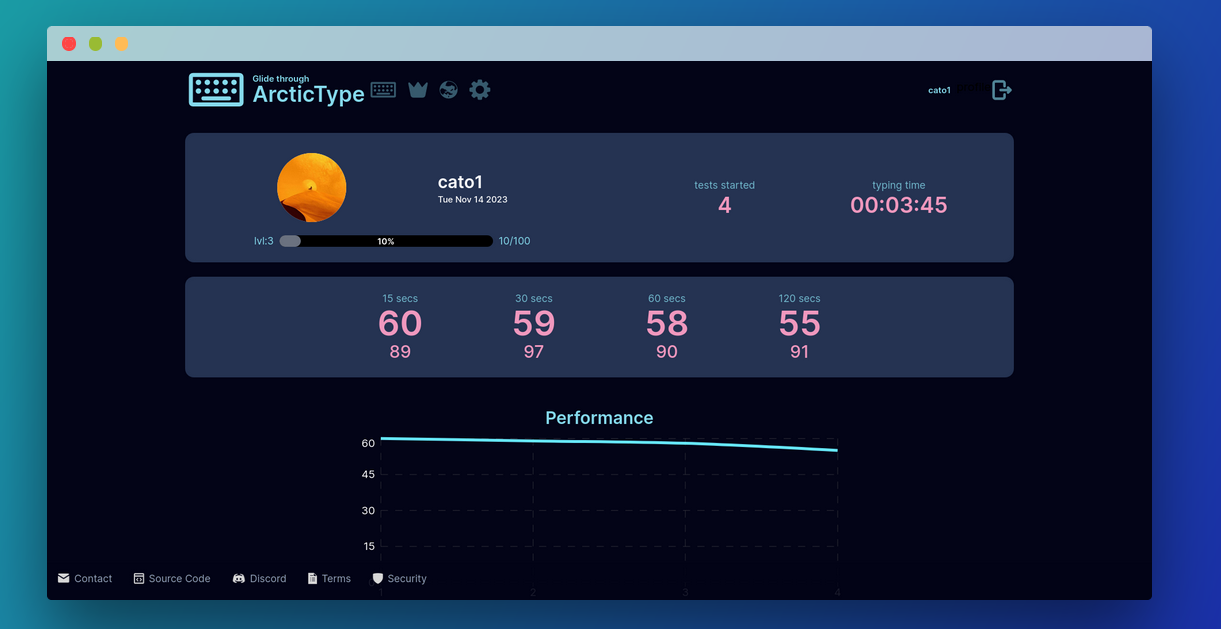 Glide through
ArcticType
cato1
cato1
Tue Nov 14 2023
tests started
4
typing time
00:03:45
lvl:3
10%
10/100
15 secs
30 secs
60 secs
120 secs
60
59
58
55
89
97
90
91
Performance
60
45
30
15
Contact
Source Code
Discord
Terms
Security
1
2
3
4